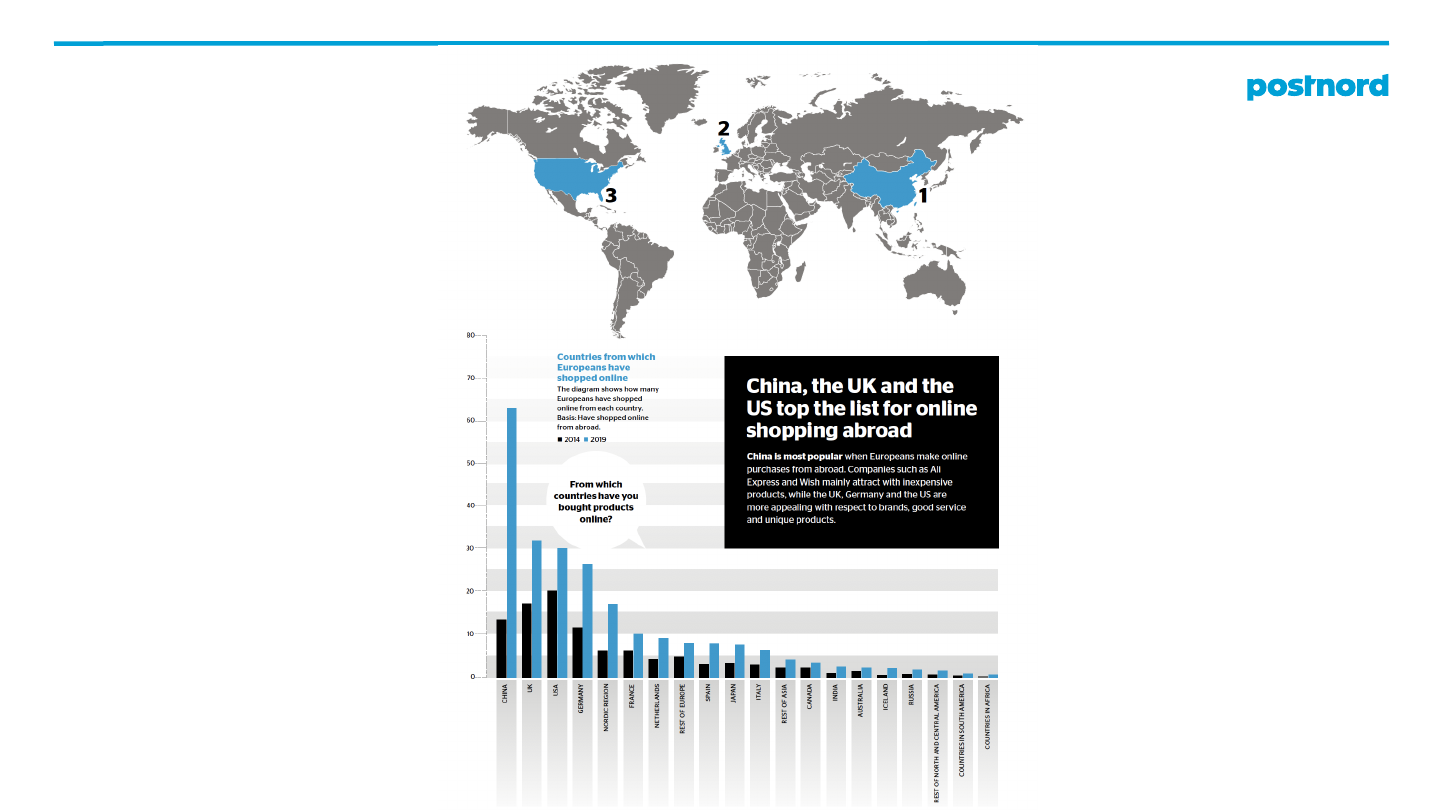 postnord
2
3
1
80
70
60
50
40
30
20
10
0
Countries from which
Europeans have
shopped online
The diagram shows how many
Europeans have shopped
online from each country.
Basis: Have shopped online
from abroad.
2014 2019
From which
countries have you
bought products
online?
China, the UK and the
US top the list for online
shopping abroad
China is most popular when Europeans make online
purchases from abroad. Companies such as Ali
Express and Wish mainly attract with inexpensive
products, while the UK, Germany and the US are
more appealing with respect to brands, good service
and unique products.
CHINA
UK
USA
GERMANY
NORDIC REGION
FRANCE
NETHERLANDS
REST OF EUROPE
SPAIN
JAPAN
ITALY
REST OF ASIA
CANADA
INDIA
AUSTRALIA
ICELAND
RUSSIA
REST OF NORTH AND CENTRAL AMERICA
COUNTRIES IN SOUTH AMERICA
COUNTRIES IN AFRICA